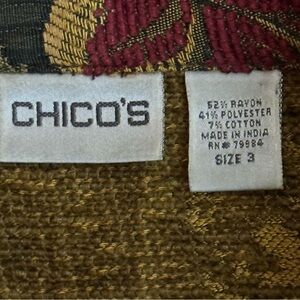 CHICO'S
52% RAYON
41% POLYESTER
7% COTTON
MADE IN INDIA
RN# 79984
SIZE 3